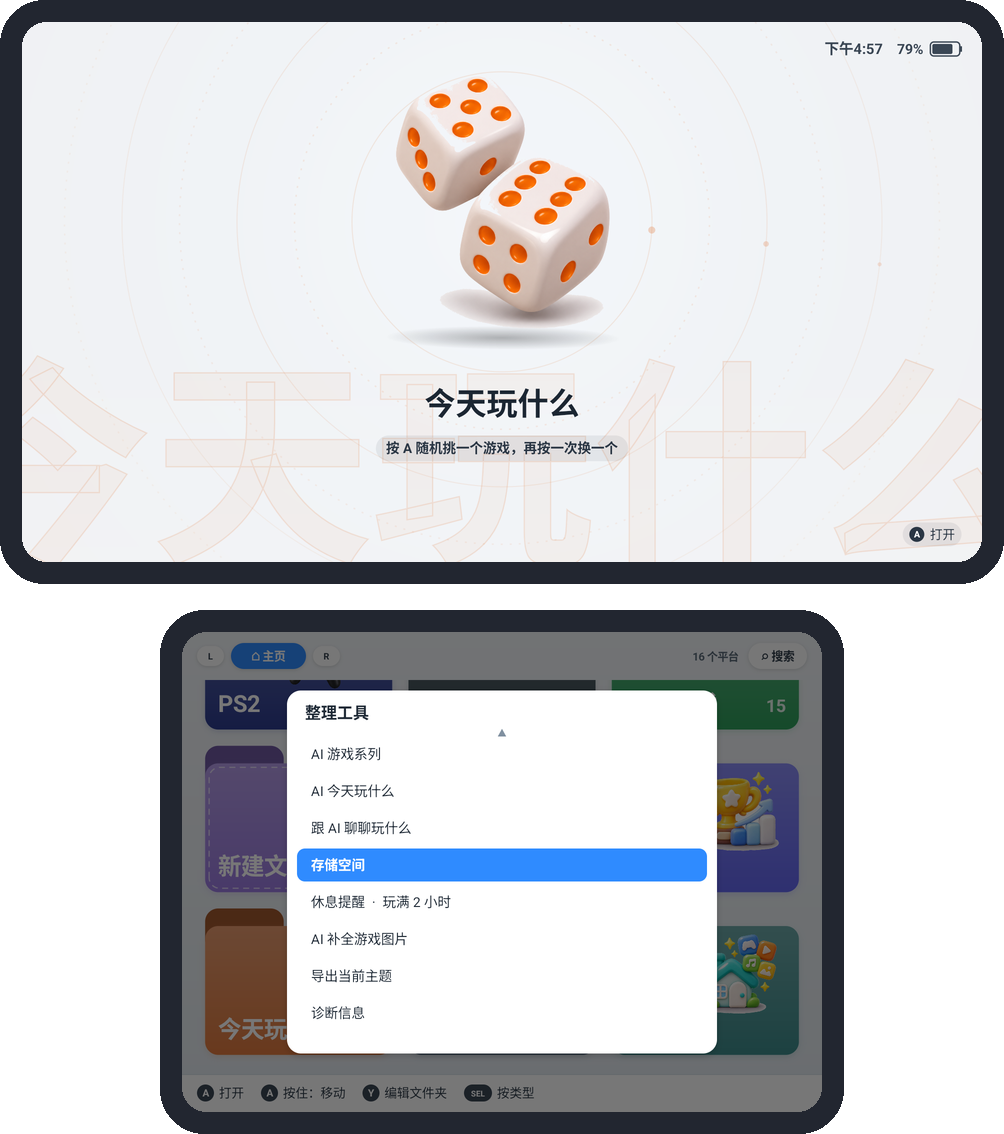 下午4:57 79%
今天玩什么
今天玩什么
按 A 随机挑一个游戏，再按一次换一个
A 打开
L 主页 R 16 个平台 搜索
PS2 15
整理工具
AI 游戏系列
AI 今天玩什么
跟 AI 聊聊玩什么
存储空间
新建文
休息提醒 · 玩满 2 小时
AI 补全游戏图片
导出当前主题
诊断信息
今天玩
A 打开 A 按住：移动 Y 编辑文件夹 SEL 按类型